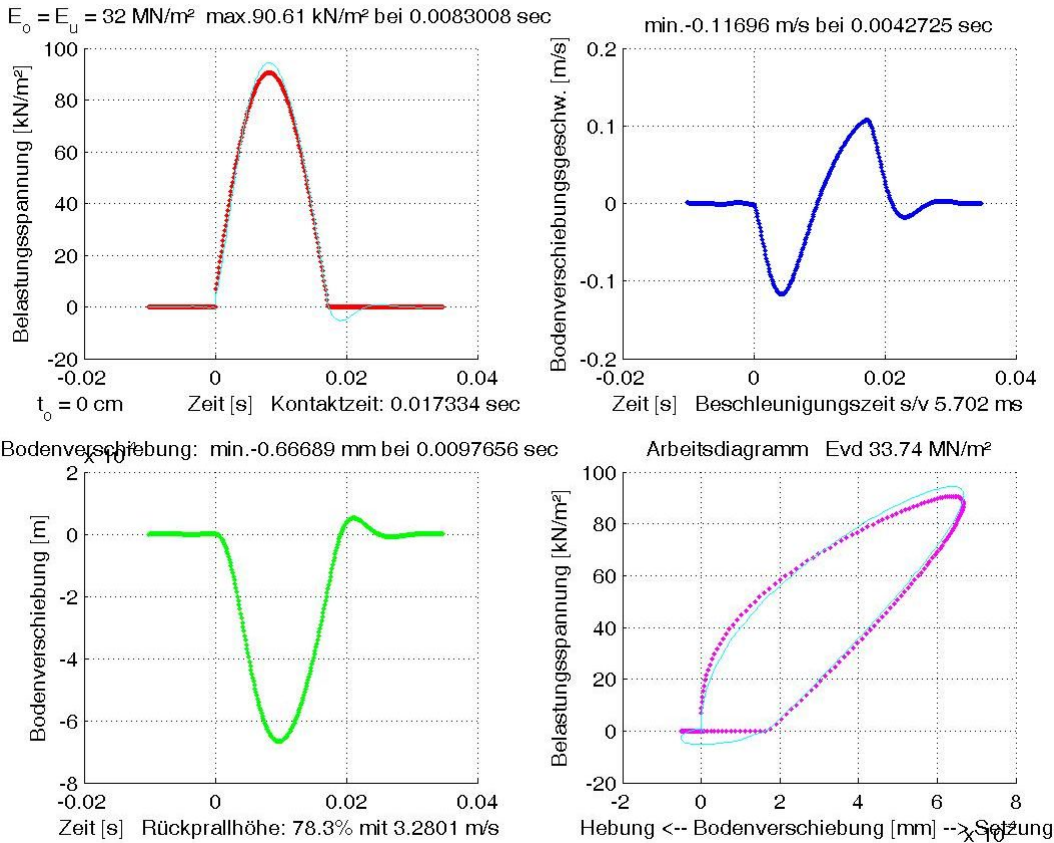 E_o = E_u = 32 MN/m² max.90.61 kN/m² bei 0.0083008 sec
100
80
60
40
20
0
-20
Belastungsspannung [kN/m²]
-0.02 0 0.02 0.04
t_o = 0 cm Zeit [s] Kontaktzeit: 0.017334 sec
min.-0.11696 m/s bei 0.0042725 sec
0.2
0.1
0
-0.1
-0.2
Bodenverschiebungsgeschw. [m/s]
-0.02 0 0.02 0.04
Zeit [s] Beschleunigungszeit s/v 5.702 ms
Bodenverschiebung: min.-0.66689 mm bei 0.0097656 sec
x 10^-4
2
0
-2
-4
-6
-8
Bodenverschiebung [m]
-0.02 0 0.02 0.04
Zeit [s] Rückprallhöhe: 78.3% mit 3.2801 m/s
Arbeitsdiagramm Evd 33.74 MN/m²
100
80
60
40
20
0
-20
Belastungsspannung [kN/m²]
-2 0 2 4 6 8
Hebung <-- Bodenverschiebung [mm] --> Setzung
x 10^-4